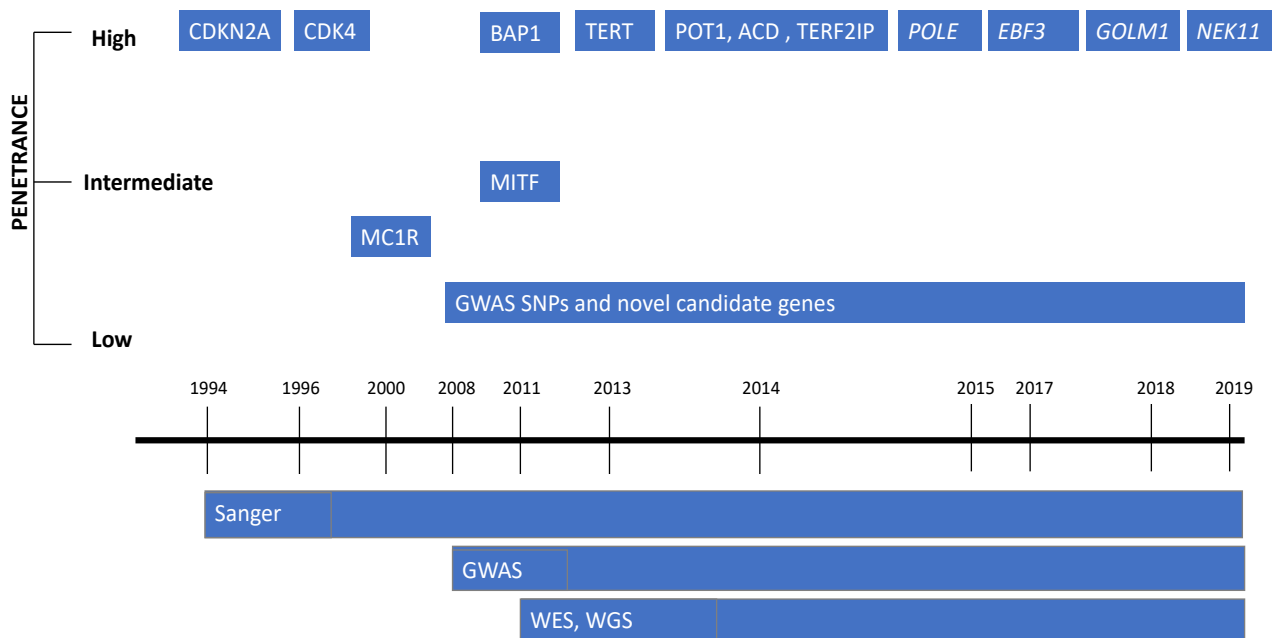 High
CDKN2A
CDK4
BAP1
TERT
POT1, ACD , TERF2IP
POLE
EBF3
GOLM1
NEK11
PENETRANCE
Intermediate
MITF
MC1R
GWAS SNPs and novel candidate genes
Low
1994
1996
2000
2008
2011
2013
2014
2015
2017
2018
2019
Sanger
GWAS
WES, WGS